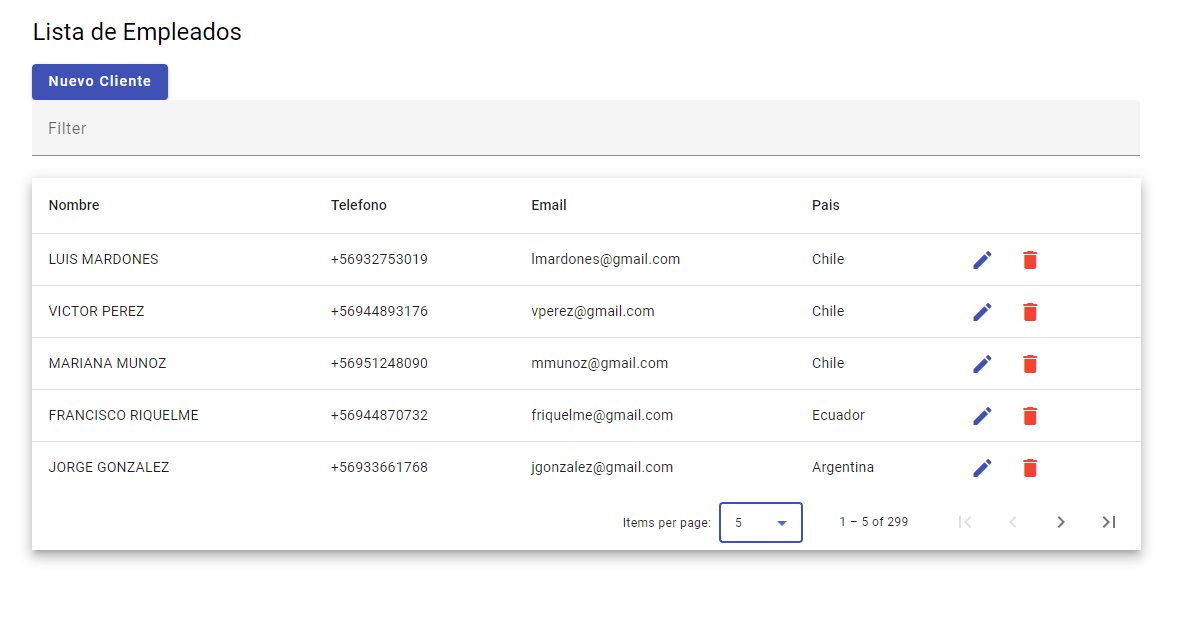 Lista de Empleados
Nuevo Cliente
Filter
Nombre Telefono Email Pais
LUIS MARDONES +56932753019 lmardones@gmail.com Chile
VICTOR PEREZ +56944893176 vperez@gmail.com Chile
MARIANA MUNOZ +56951248090 mmunoz@gmail.com Chile
FRANCISCO RIQUELME +56944870732 friquelme@gmail.com Ecuador
JORGE GONZALEZ +56933661768 jgonzalez@gmail.com Argentina
Items per page: 5 1 – 5 of 299